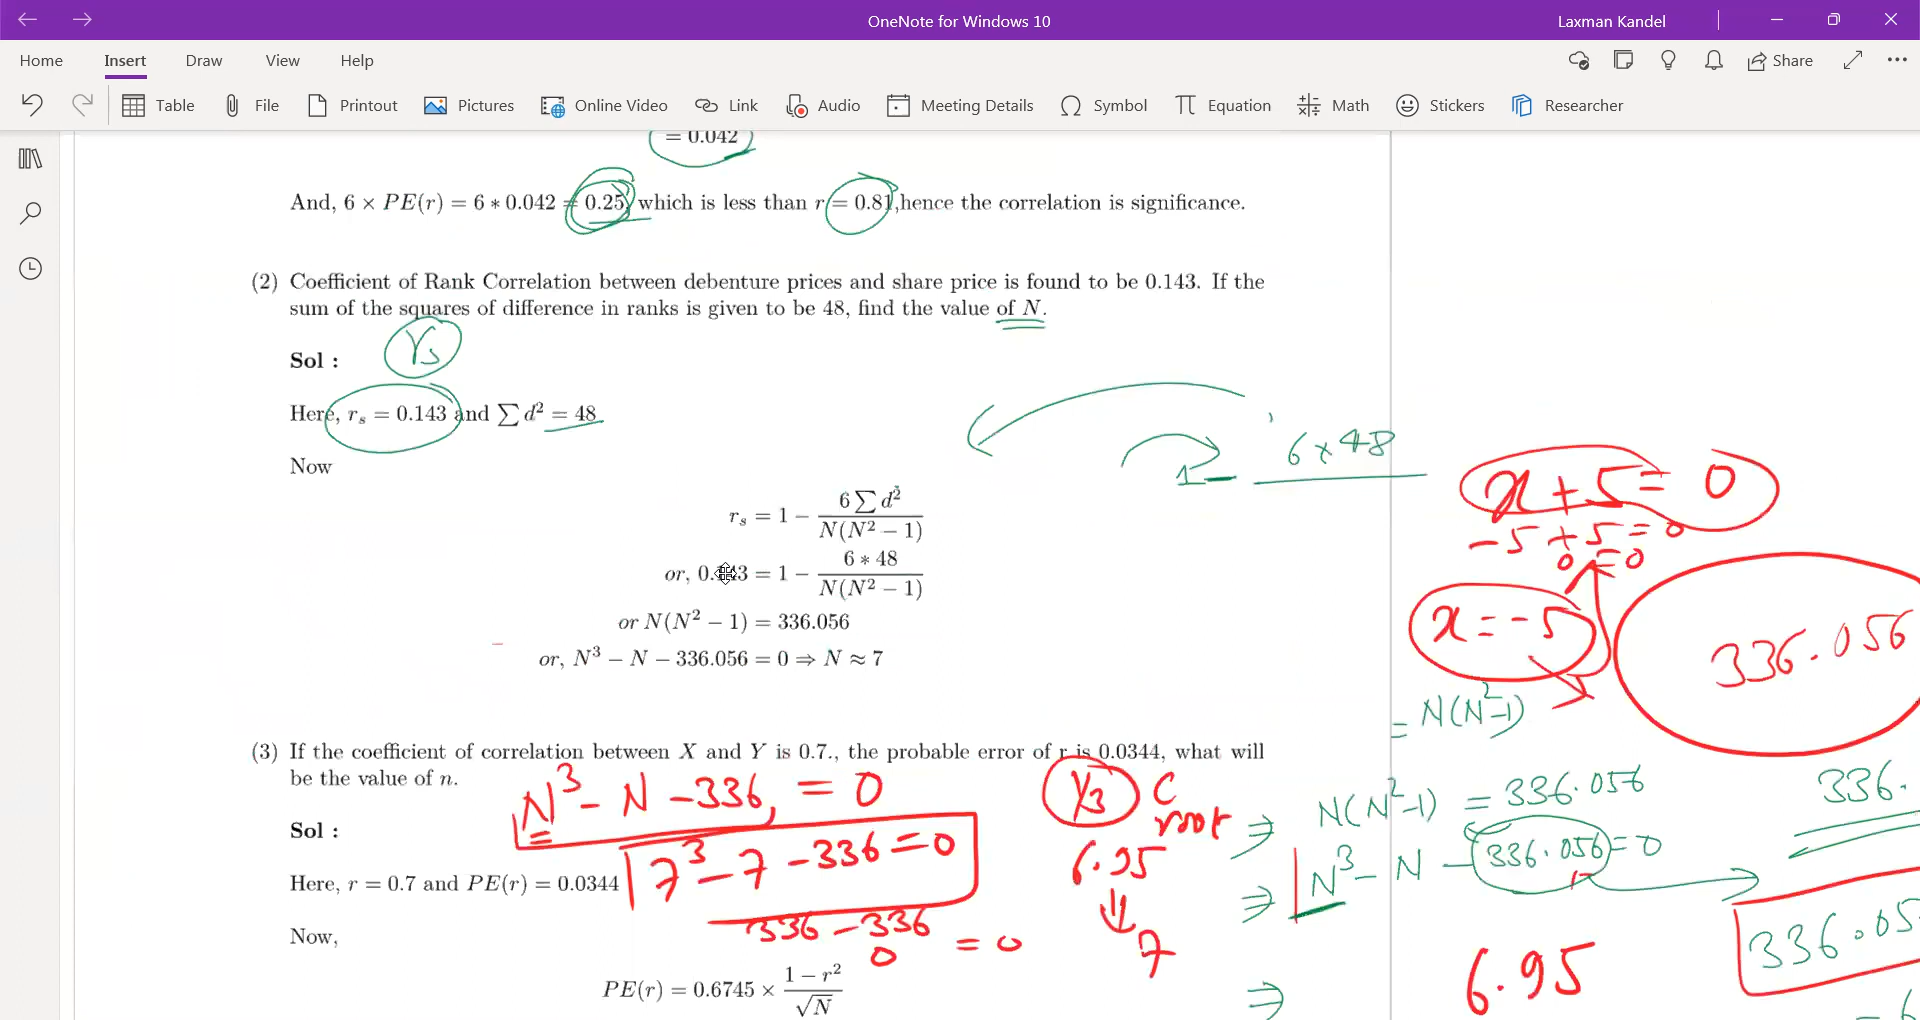 OneNote for Windows 10
Laxman Kandel
Home Insert Draw View Help
Share
Table File Printout Pictures Online Video Link Audio Meeting Details Symbol Equation Math Stickers Researcher
= 0.042
And, 6 × PE(r) = 6 ∗ 0.042 = 0.25, which is less than r = 0.81,hence the correlation is significance.
(2) Coefficient of Rank Correlation between debenture prices and share price is found to be 0.143. If the
sum of the squares of difference in ranks is given to be 48, find the value of N.
rs
Sol :
Here, r_s = 0.143 and ∑ d² = 48
Now
1 - 6 × 48
r_s = 1 − 6 ∑ d² / N(N² − 1)
or, 0.143 = 1 − 6 ∗ 48 / N(N² − 1)
or N(N² − 1) = 336.056
or, N³ − N − 336.056 = 0 ⇒ N ≈ 7
x + 5 = 0
-5 + 5 = 0
0 = 0
x = -5
336.056
= N(N²-1)
(3) If the coefficient of correlation between X and Y is 0.7., the probable error of r is 0.0344, what will
be the value of n.
N³ - N - 336, = 0
⅓ C
root
6.95
⇓
7
Sol :
7³ - 7 - 336 = 0
Here, r = 0.7 and PE(r) = 0.0344
336 - 336
0 = 0
Now,
PE(r) = 0.6745 × 1 − r² / √N
⇒ N(N²-1) = 336.056
⇒ N³ - N - 336.056 = 0
⇒
336.
336.05
6.95